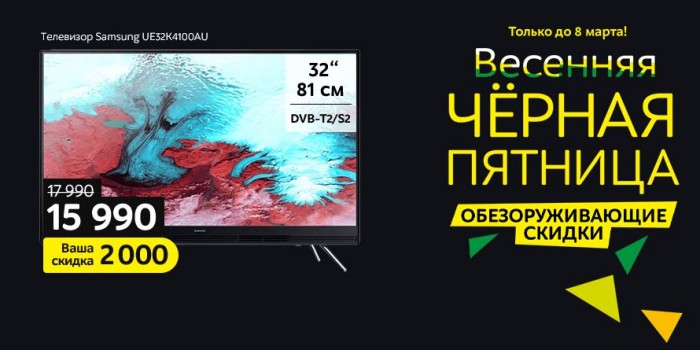 Телевизор Samsung UE32K4100AU
32“
81 см
DVB-T2/S2
17 990
15 990
Ваша
скидка 2 000
SAMSUNG
Только до 8 марта!
Весенняя
ЧЁРНАЯ
ПЯТНИЦА
ОБЕЗОРУЖИВАЮЩИЕ
СКИДКИ